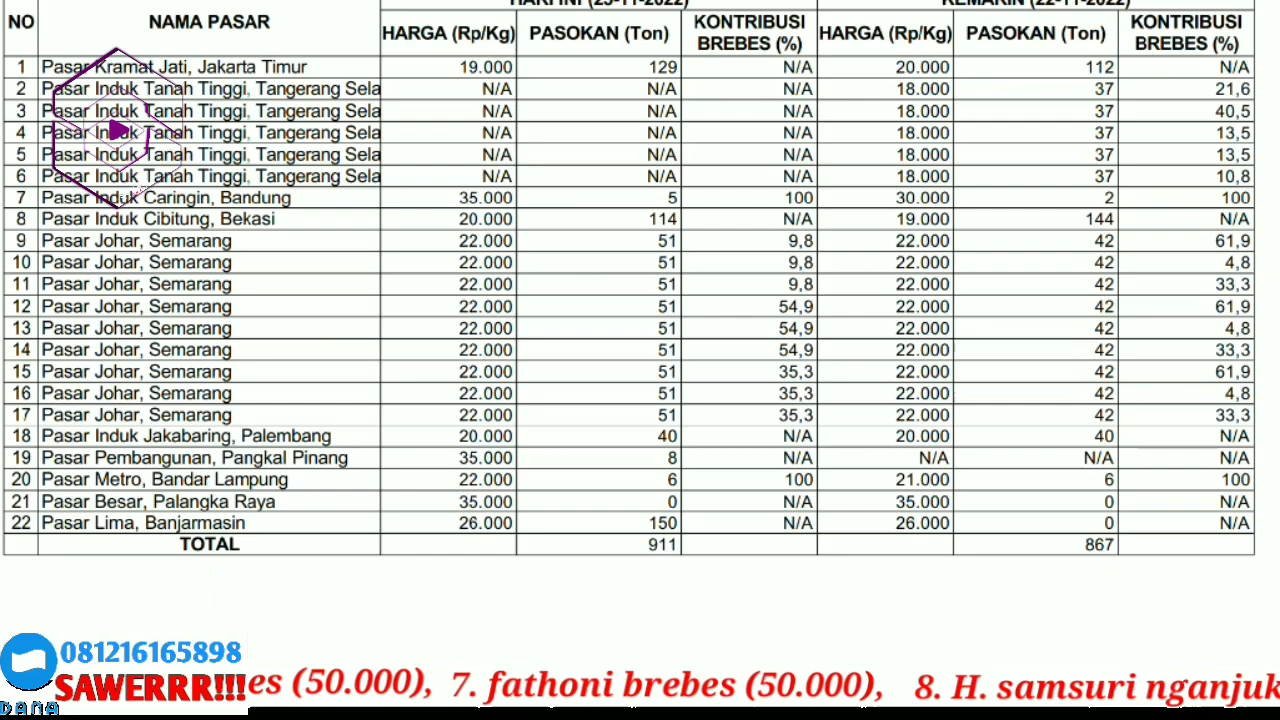 HARI INI (23-11-2022) KEMARIN (22-11-2022)
NO NAMA PASAR HARGA (Rp/Kg) PASOKAN (Ton) KONTRIBUSI BREBES (%) HARGA (Rp/Kg) PASOKAN (Ton) KONTRIBUSI BREBES (%)
1 Pasar Kramat Jati, Jakarta Timur 19.000 129 N/A 20.000 112 N/A
2 Pasar Induk Tanah Tinggi, Tangerang Sela N/A N/A N/A 18.000 37 21,6
3 Pasar Induk Tanah Tinggi, Tangerang Sela N/A N/A N/A 18.000 37 40,5
4 Pasar Induk Tanah Tinggi, Tangerang Sela N/A N/A N/A 18.000 37 13,5
5 Pasar Induk Tanah Tinggi, Tangerang Sela N/A N/A N/A 18.000 37 13,5
6 Pasar Induk Tanah Tinggi, Tangerang Sela N/A N/A N/A 18.000 37 10,8
7 Pasar Induk Caringin, Bandung 35.000 5 100 30.000 2 100
8 Pasar Induk Cibitung, Bekasi 20.000 114 N/A 19.000 144 N/A
9 Pasar Johar, Semarang 22.000 51 9,8 22.000 42 61,9
10 Pasar Johar, Semarang 22.000 51 9,8 22.000 42 4,8
11 Pasar Johar, Semarang 22.000 51 9,8 22.000 42 33,3
12 Pasar Johar, Semarang 22.000 51 54,9 22.000 42 61,9
13 Pasar Johar, Semarang 22.000 51 54,9 22.000 42 4,8
14 Pasar Johar, Semarang 22.000 51 54,9 22.000 42 33,3
15 Pasar Johar, Semarang 22.000 51 35,3 22.000 42 61,9
16 Pasar Johar, Semarang 22.000 51 35,3 22.000 42 4,8
17 Pasar Johar, Semarang 22.000 51 35,3 22.000 42 33,3
18 Pasar Induk Jakabaring, Palembang 20.000 40 N/A 20.000 40 N/A
19 Pasar Pembangunan, Pangkal Pinang 35.000 8 N/A N/A N/A N/A
20 Pasar Metro, Bandar Lampung 22.000 6 100 21.000 6 100
21 Pasar Besar, Palangka Raya 35.000 0 N/A 35.000 0 N/A
22 Pasar Lima, Banjarmasin 26.000 150 N/A 26.000 0 N/A
TOTAL 911 867
081216165898
SAWERRR!!! es (50.000), 7. fathoni brebes (50.000), 8. H. samsuri nganjuk
DANA